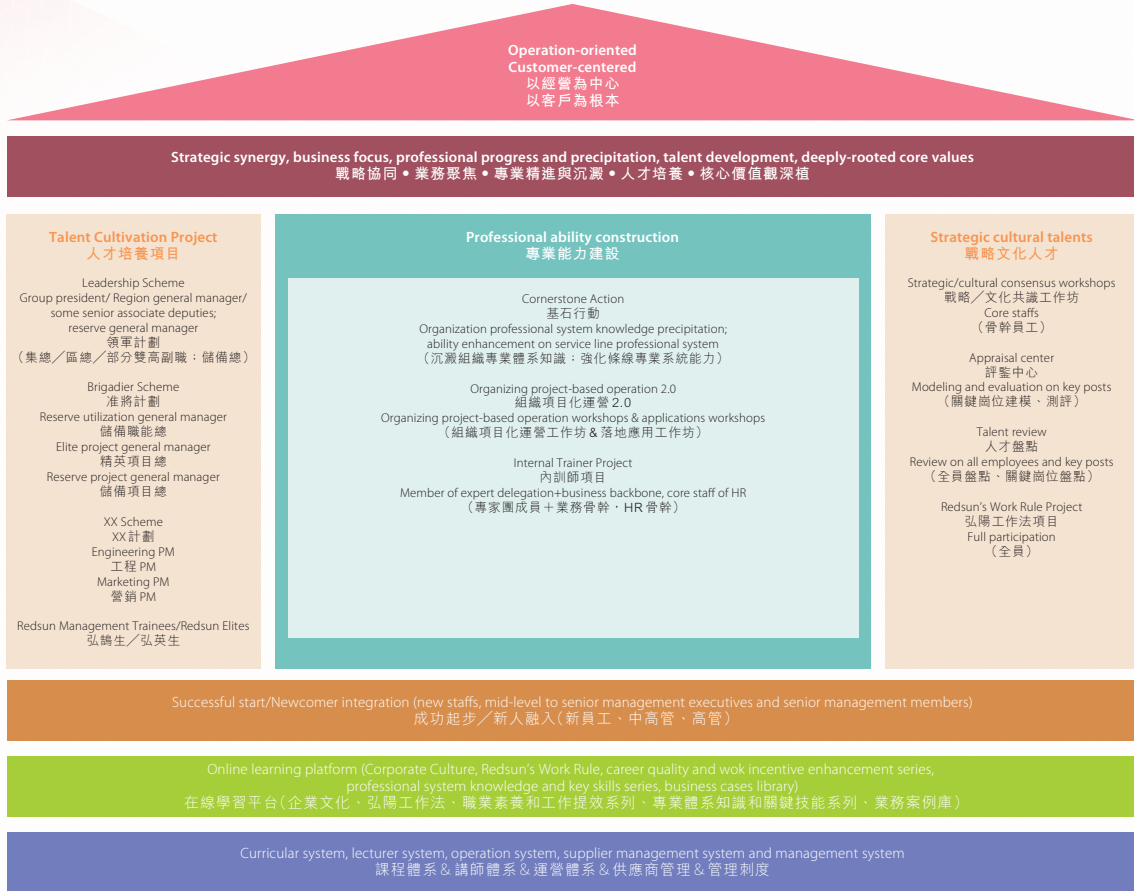 Operation-oriented
Customer-centered
以經營為中心
以客戶為根本
Strategic synergy, business focus, professional progress and precipitation, talent development, deeply-rooted core values
戰略協同•業務聚焦•專業精進與沉澱•人才培養•核心價值觀深植
Talent Cultivation Project
人才培養項目
Leadership Scheme
Group president/ Region general manager/
some senior associate deputies;
reserve general manager
領軍計劃
（集總／區總／部分雙高副職；儲備總）
Brigadier Scheme
准將計劃
Reserve utilization general manager
儲備職能總
Elite project general manager
精英項目總
Reserve project general manager
儲備項目總
XX Scheme
XX計劃
Engineering PM
工程PM
Marketing PM
營銷PM
Redsun Management Trainees/Redsun Elites
弘鵠生／弘英生
Professional ability construction
專業能力建設
Cornerstone Action
基石行動
Organization professional system knowledge precipitation;
ability enhancement on service line professional system
（沉澱組織專業體系知識；強化條線專業系統能力）
Organizing project-based operation 2.0
組織項目化運營2.0
Organizing project-based operation workshops & applications workshops
（組織項目化運營工作坊&落地應用工作坊）
Internal Trainer Project
內訓師項目
Member of expert delegation+business backbone, core staff of HR
（專家團成員＋業務骨幹，HR骨幹）
Strategic cultural talents
戰略文化人才
Strategic/cultural consensus workshops
戰略／文化共識工作坊
Core staffs
（骨幹員工）
Appraisal center
評鑒中心
Modeling and evaluation on key posts
（關鍵崗位建模、測評）
Talent review
人才盤點
Review on all employees and key posts
（全員盤點、關鍵崗位盤點）
Redsun's Work Rule Project
弘陽工作法項目
Full participation
（全員）
Successful start/Newcomer integration (new staffs, mid-level to senior management executives and senior management members)
成功起步／新人融入（新員工、中高管、高管）
Online learning platform (Corporate Culture, Redsun's Work Rule, career quality and wok incentive enhancement series,
professional system knowledge and key skills series, business cases library)
在線學習平台（企業文化、弘陽工作法、職業素養和工作提效系列、專業體系知識和關鍵技能系列、業務案例庫）
Curricular system, lecturer system, operation system, supplier management system and management system
課程體系&講師體系&運營體系&供應商管理&管理刺度